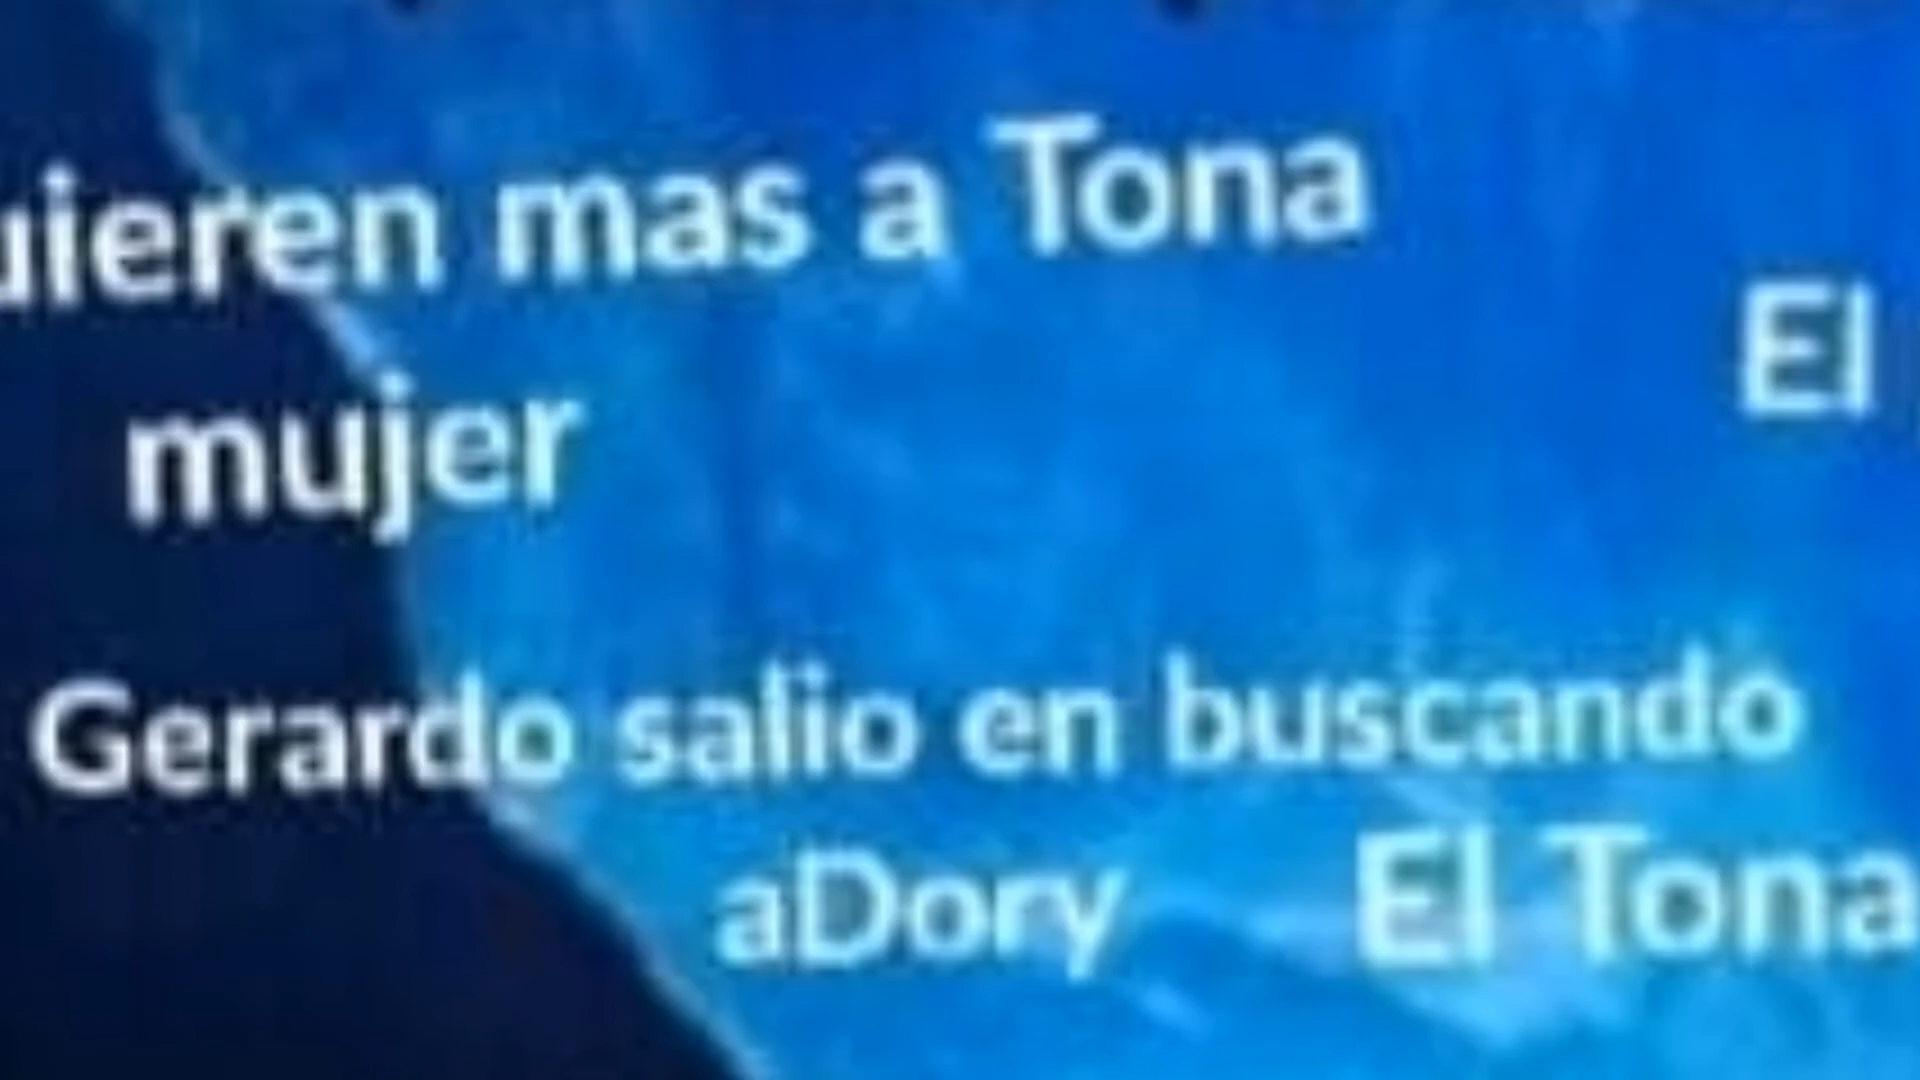 uieren mas a Tona
El
mujer
Gerardo salio en buscando
aDory
El Tona